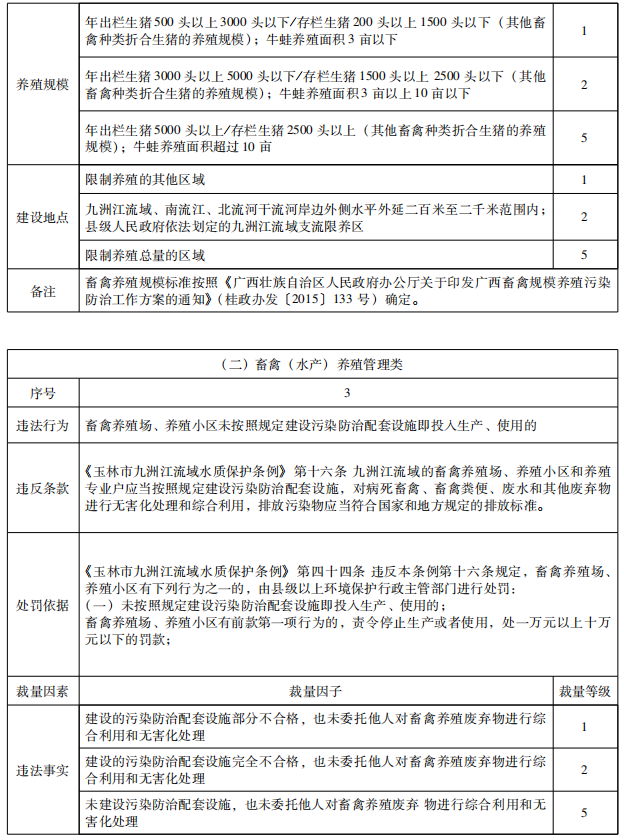 年出栏生猪500 头以上3000 头以下/存栏生猪200 头以上1500 头以下（其他畜
禽种类折合生猪的养殖规模）；牛蛙养殖面积3 亩以下
1
养殖规模
年出栏生猪3000 头以上5000 头以下/存栏生猪1500 头以上 2500 头以下（其他
畜禽种类折合生猪的养殖规模）；牛蛙养殖面积3 亩以上10 亩以下
2
年出栏生猪5000 头以上/存栏生猪2500 头以上（其他畜禽种类折合生猪的养殖
规模）；牛蛙养殖面积超过10 亩
5
建设地点
限制养殖的其他区域
1
九洲江流域、南流江、北流河干流河岸边外侧水平外延二百米至二千米范围内；
县级人民政府依法划定的九洲江流域支流限养区
2
限制养殖总量的区域
5
备注
畜禽养殖规模标准按照《广西壮族自治区人民政府办公厅关于印发广西畜禽规模养殖污染
防治工作方案的通知》（桂政办发〔2015〕133 号）确定。
（二）畜禽（水产）养殖管理类
序号
3
违法行为
畜禽养殖场、养殖小区未按照规定建设污染防治配套设施即投入生产、使用的
违反条款
《玉林市九洲江流域水质保护条例》第十六条 九洲江流域的畜禽养殖场、养殖小区和养殖
专业户应当按照规定建设污染防治配套设施，对病死畜禽、畜禽粪便、废水和其他废弃物
进行无害化处理和综合利用，排放污染物应当符合国家和地方规定的排放标准。
处罚依据
《玉林市九洲江流域水质保护条例》第四十四条 违反本条例第十六条规定，畜禽养殖场、
养殖小区有下列行为之一的，由县级以上环境保护行政主管部门进行处罚：
（一）未按照规定建设污染防治配套设施即投入生产、使用的；
畜禽养殖场、养殖小区有前款第一项行为的，责令停止生产或者使用，处一万元以上十万
元以下的罚款；
裁量因素
裁量因子
裁量等级
违法事实
建设的污染防治配套设施部分不合格，也未委托他人对畜禽养殖废弃物进行综
合利用和无害化处理
1
建设的污染防治配套设施完全不合格，也未委托他人对畜禽养殖废弃物进行综
合利用和无害化处理
2
未建设污染防治配套设施，也未委托他人对畜禽养殖废弃 物进行综合利用和无
害化处理
5